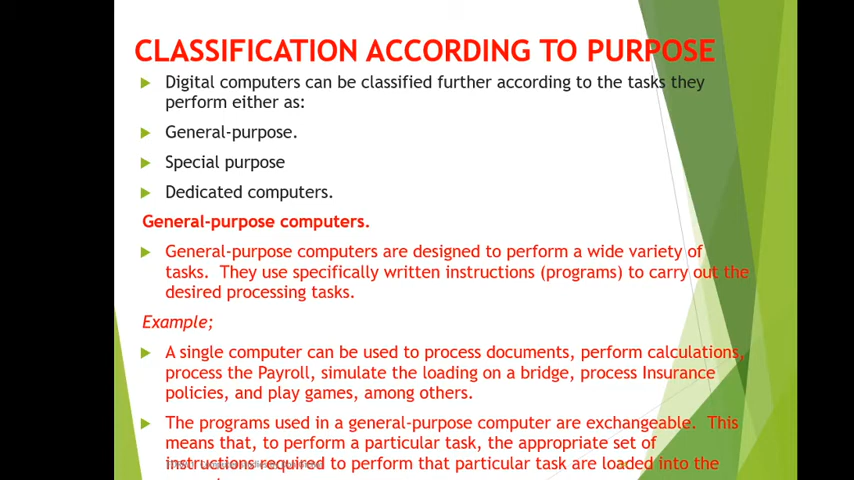 CLASSIFICATION ACCORDING TO PURPOSE
Digital computers can be classified further according to the tasks they
perform either as:
General-purpose.
Special purpose
Dedicated computers.
General-purpose computers.
General-purpose computers are designed to perform a wide variety of
tasks. They use specifically written instructions (programs) to carry out the
desired processing tasks.
Example;
A single computer can be used to process documents, perform calculations,
process the Payroll, simulate the loading on a bridge, process Insurance
policies, and play games, among others.
The programs used in a general-purpose computer are exchangeable. This
means that, to perform a particular task, the appropriate set of
instructions required to perform that particular task are loaded into the